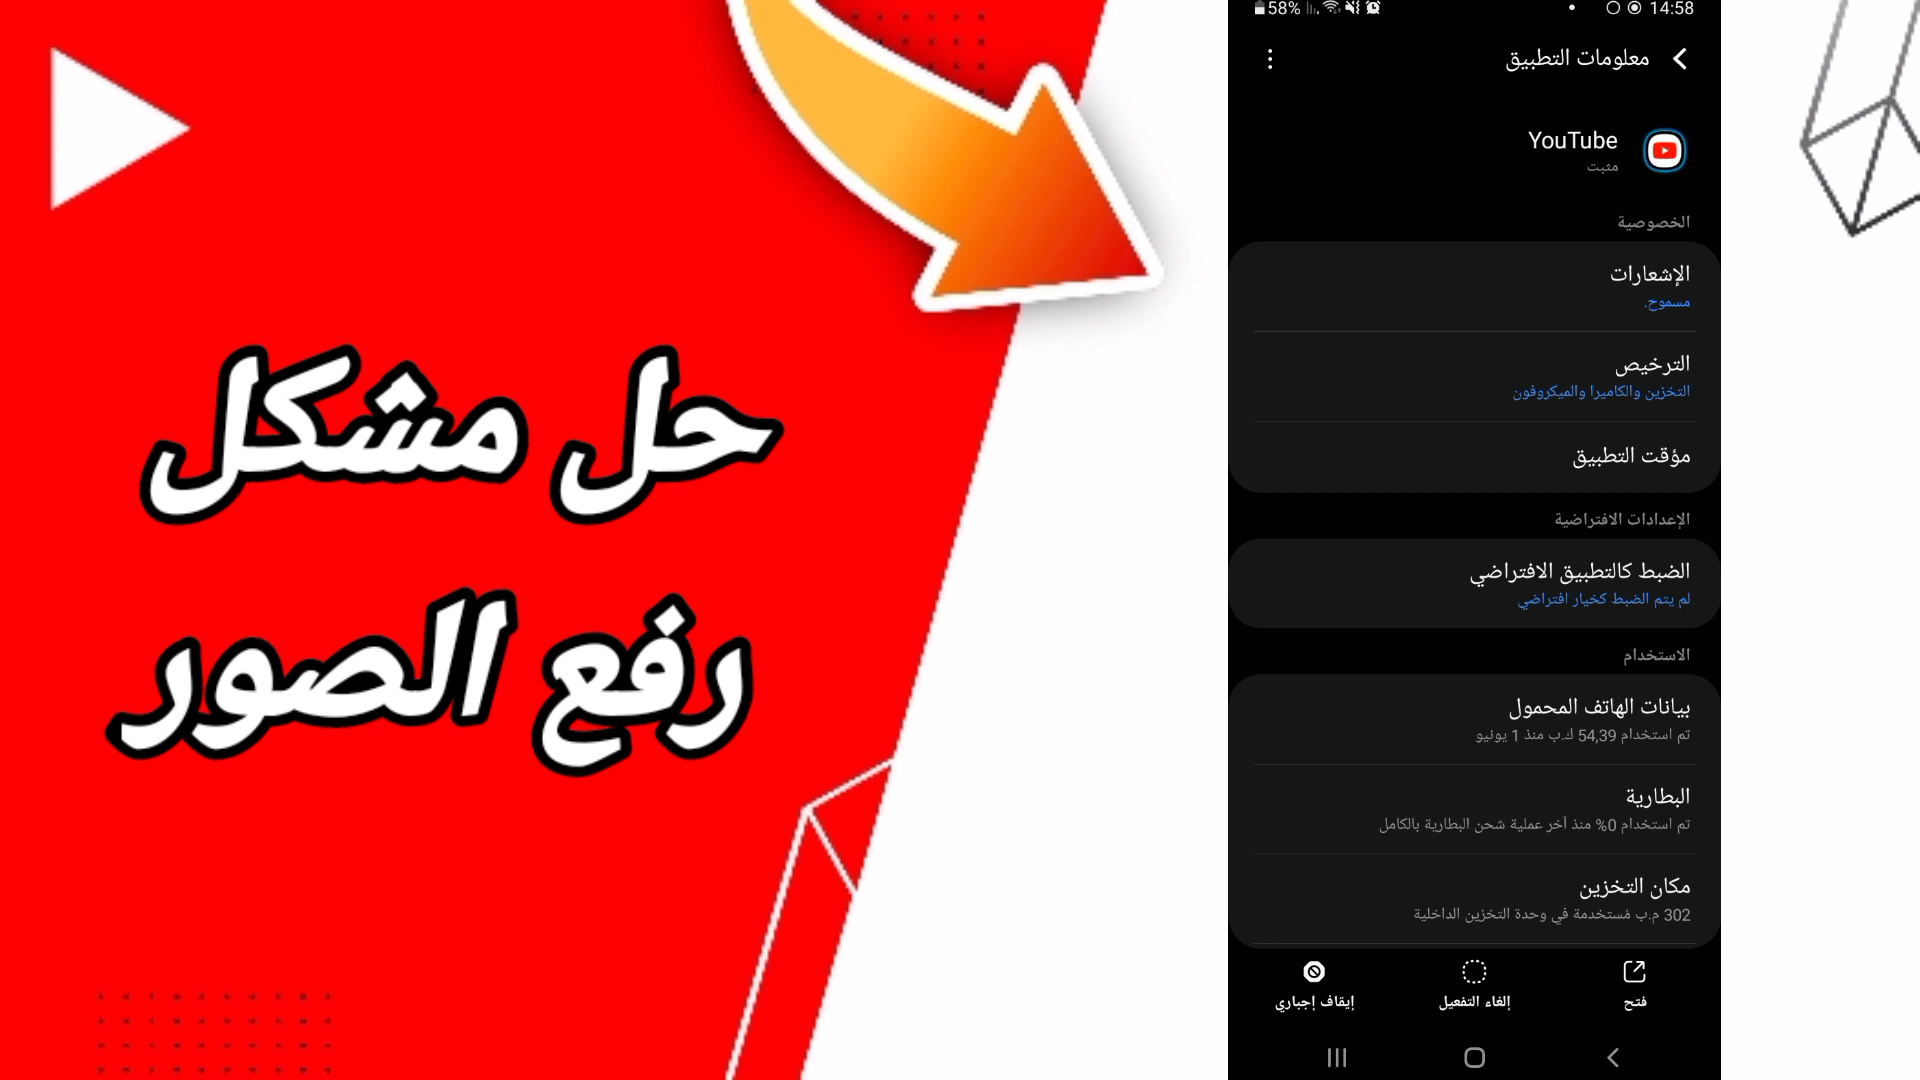 حل مشكل
رفع الصور
58%
14:58
معلومات التطبيق
YouTube
مثبت
الخصوصية
الإشعارات
مسموح.
الترخيص
التخزين والكاميرا والميكروفون
مؤقت التطبيق
الإعدادات الافتراضية
الضبط كالتطبيق الافتراضي
لم يتم الضبط كخيار افتراضي
الاستخدام
بيانات الهاتف المحمول
تم استخدام 54,39 ك.ب منذ 1 يونيو
البطارية
تم استخدام 0% منذ آخر عملية شحن البطارية بالكامل
مكان التخزين
302 م.ب مُستخدمة في وحدة التخزين الداخلية
فتح
إلغاء التفعيل
إيقاف إجباري